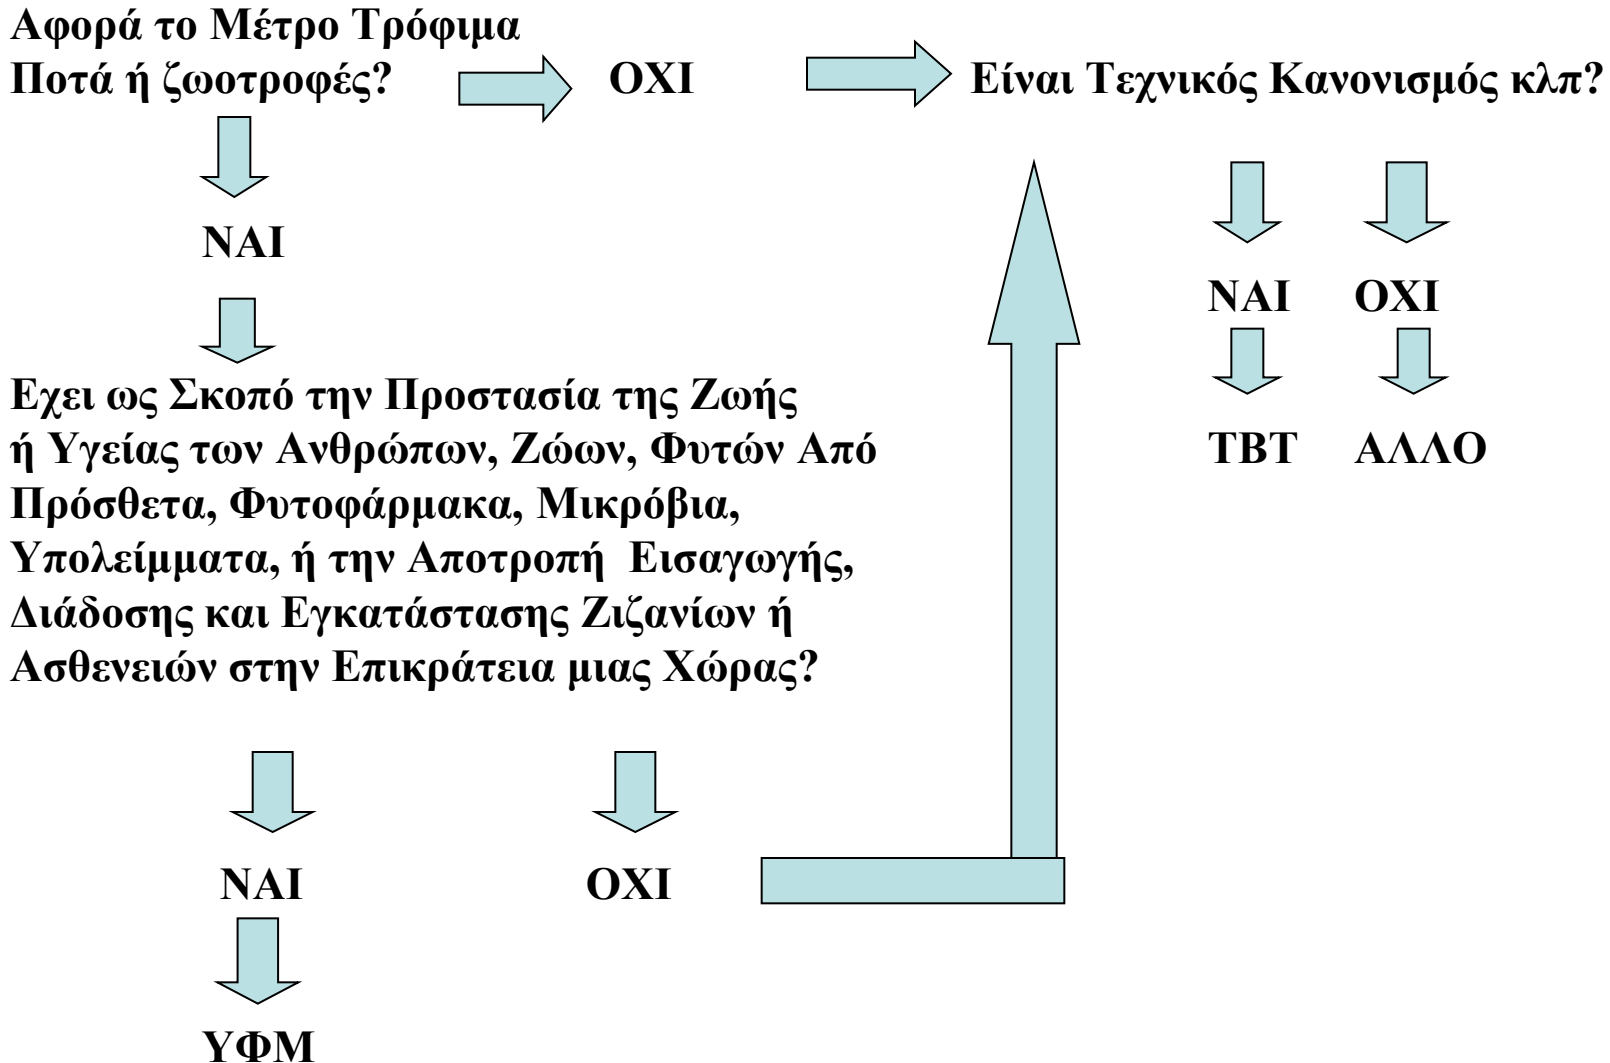 Αφορά το Μέτρο Τρόφιμα
Ποτά ή ζωοτροφές?
ΟΧΙ
Είναι Τεχνικός Κανονισμός κλπ?
ΝΑΙ
ΝΑΙ
ΟΧΙ
Εχει ως Σκοπό την Προστασία της Ζωής
ή Υγείας των Ανθρώπων, Ζώων, Φυτών Από
Πρόσθετα, Φυτοφάρμακα, Μικρόβια,
Υπολείμματα, ή την Αποτροπή Εισαγωγής,
Διάδοσης και Εγκατάστασης Ζιζανίων ή
Ασθενειών στην Επικράτεια μιας Χώρας?
ΤΒΤ
ΑΛΛΟ
ΝΑΙ
ΟΧΙ
ΥΦΜ